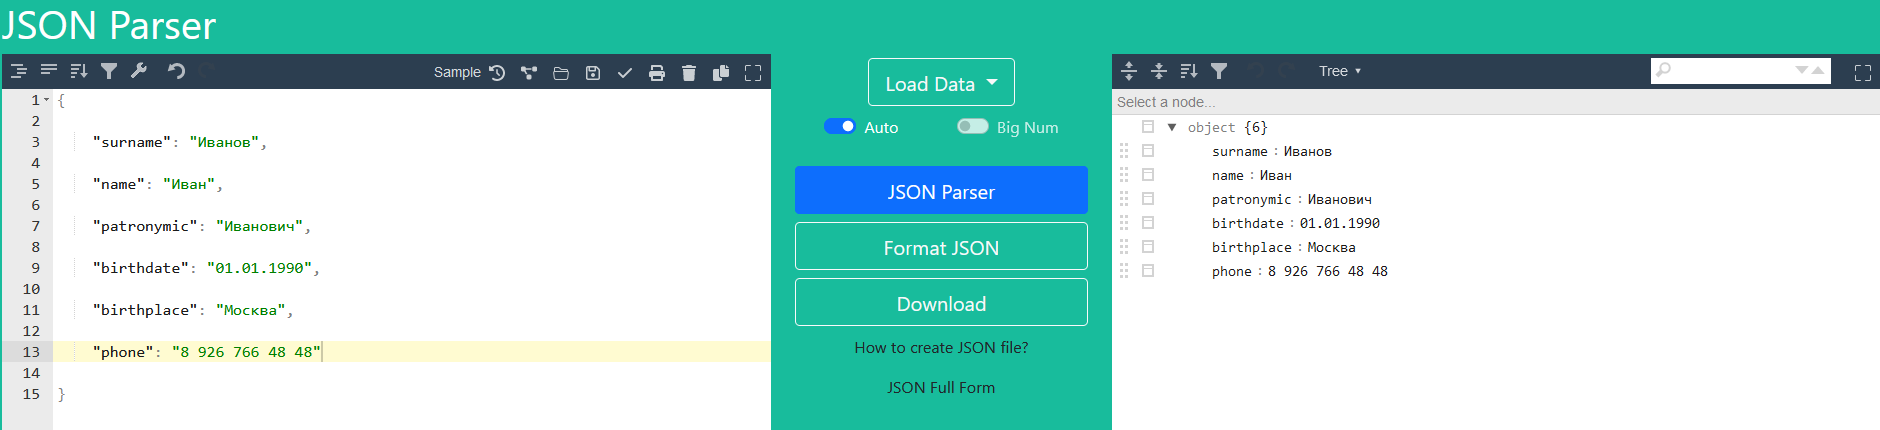 JSON Parser
Sample
1 {
2
3 "surname": "Иванов",
4
5 "name": "Иван",
6
7 "patronymic": "Иванович",
8
9 "birthdate": "01.01.1990",
10
11 "birthplace": "Москва",
12
13 "phone": "8 926 766 48 48"
14
15 }
Load Data
Auto Big Num
JSON Parser
Format JSON
Download
How to create JSON file?
JSON Full Form
Tree
Select a node...
object {6}
surname : Иванов
name : Иван
patronymic : Иванович
birthdate : 01.01.1990
birthplace : Москва
phone : 8 926 766 48 48